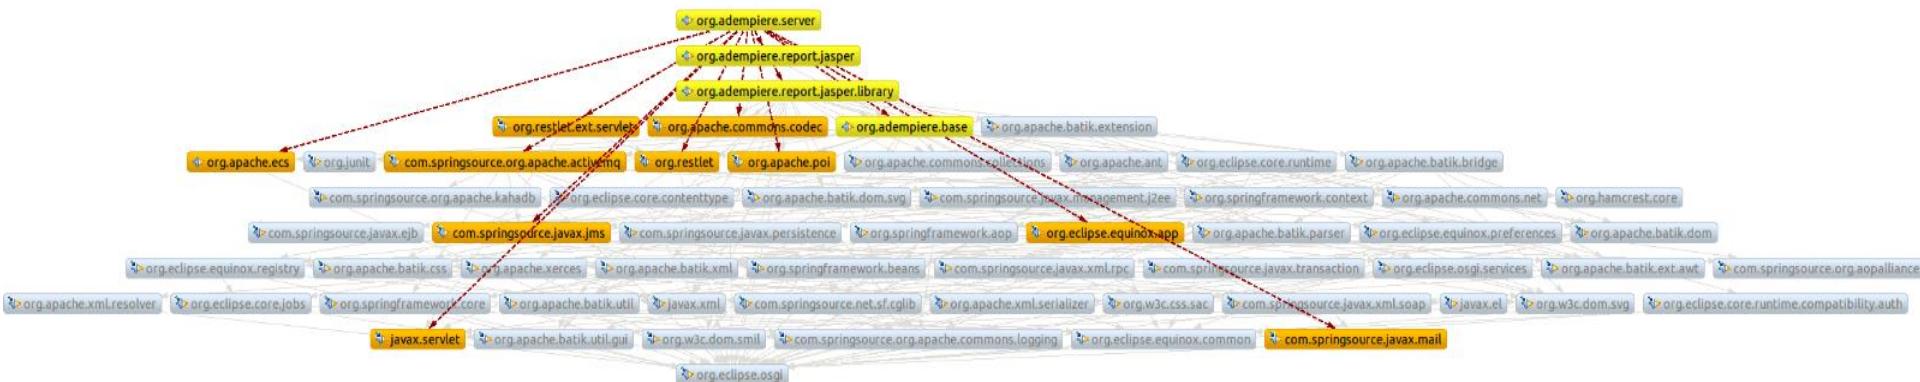 org.adempiere.server
org.adempiere.report.jasper
org.adempiere.report.jasper.library
org.restlet.ext.servlet org.apache.commons.codec org.adempiere.base org.apache.batik.extension
org.apache.ecs org.junit com.springsource.org.apache.activemq org.restlet org.apache.poi org.apache.commons.collections org.apache.ant org.eclipse.core.runtime org.apache.batik.bridge
com.springsource.org.apache.kahadb org.eclipse.core.contenttype org.apache.batik.dom.svg com.springsource.javax.management.j2ee org.springframework.context org.apache.commons.net org.hamcrest.core
com.springsource.javax.ejb com.springsource.javax.jms com.springsource.javax.persistence org.springframework.aop org.eclipse.equinox.app org.apache.batik.parser org.eclipse.equinox.preferences org.apache.batik.dom
org.eclipse.equinox.registry org.apache.batik.css org.apache.xerces org.apache.batik.xml org.springframework.beans com.springsource.javax.xml.rpc com.springsource.javax.transaction org.eclipse.osgi.services org.apache.batik.ext.awt com.springsource.org.aopalliance
org.apache.xml.resolver org.eclipse.core.jobs org.springframework.core org.apache.batik.util javax.xml com.springsource.net.sf.cglib org.apache.xml.serializer org.w3c.css.sac com.springsource.javax.xml.soap javax.el org.w3c.dom.svg org.eclipse.core.runtime.compatibility.auth
javax.servlet org.apache.batik.util.gui org.w3c.dom.smil com.springsource.org.apache.commons.logging org.eclipse.equinox.common com.springsource.javax.mail
org.eclipse.osgi